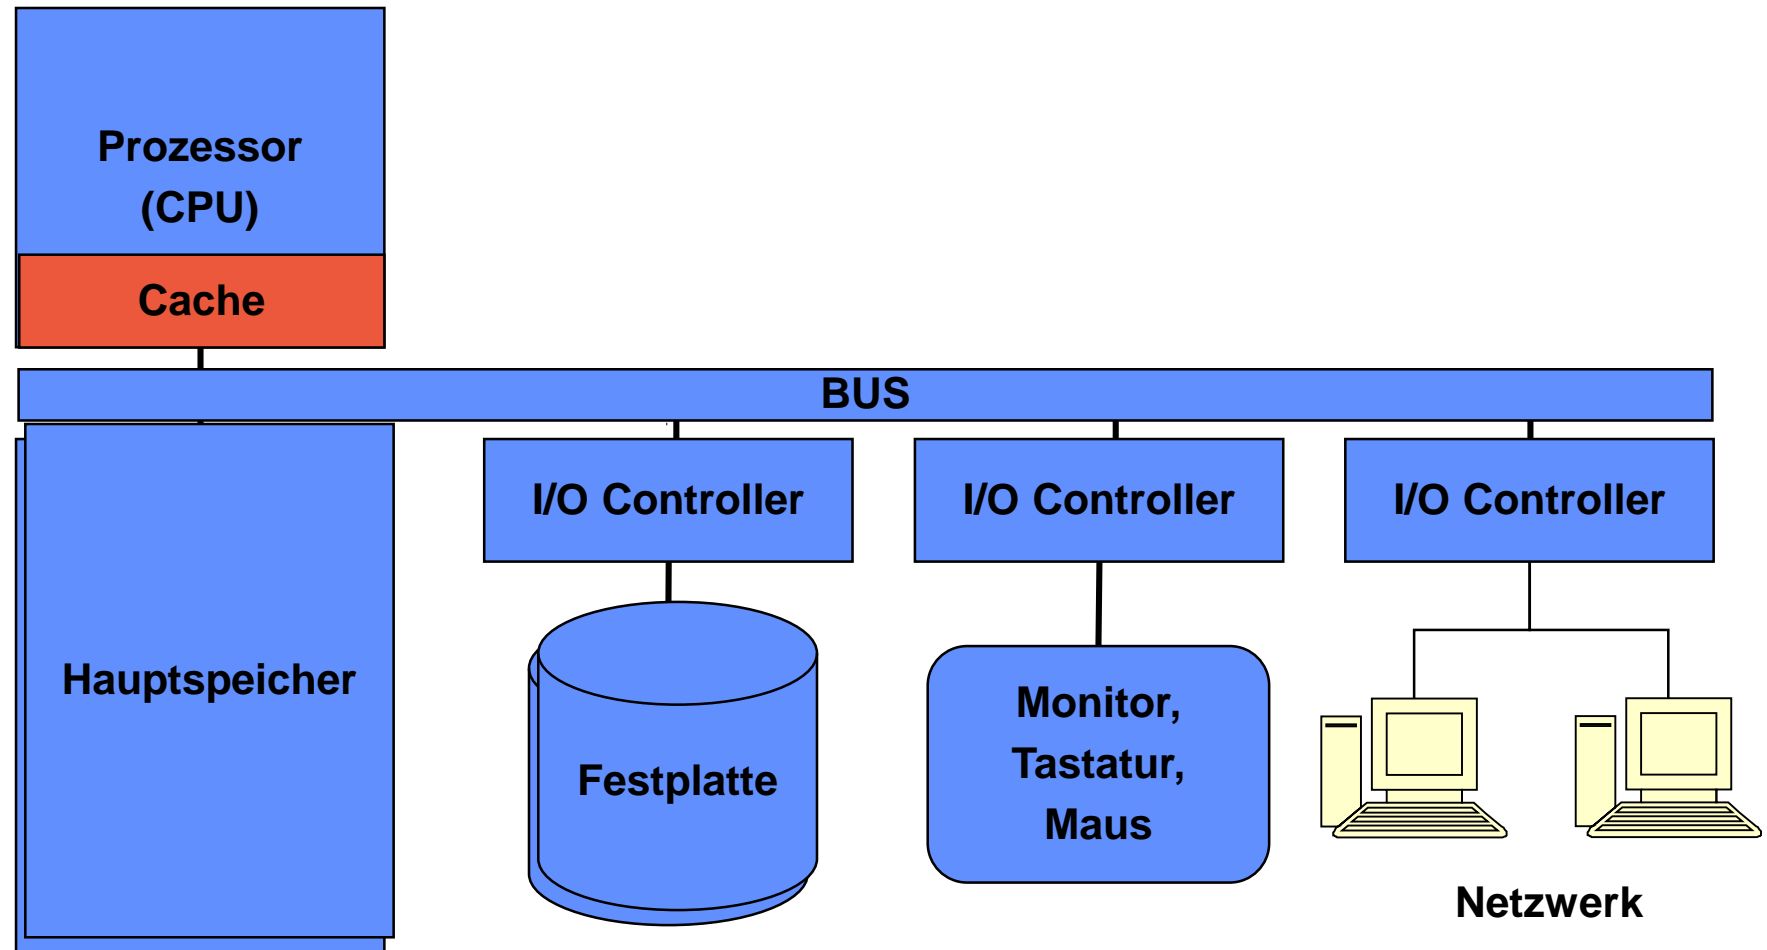 Prozessor
(CPU)
Cache
BUS
I/O Controller
I/O Controller
I/O Controller
Hauptspeicher
Festplatte
Monitor,
Tastatur,
Maus
Netzwerk